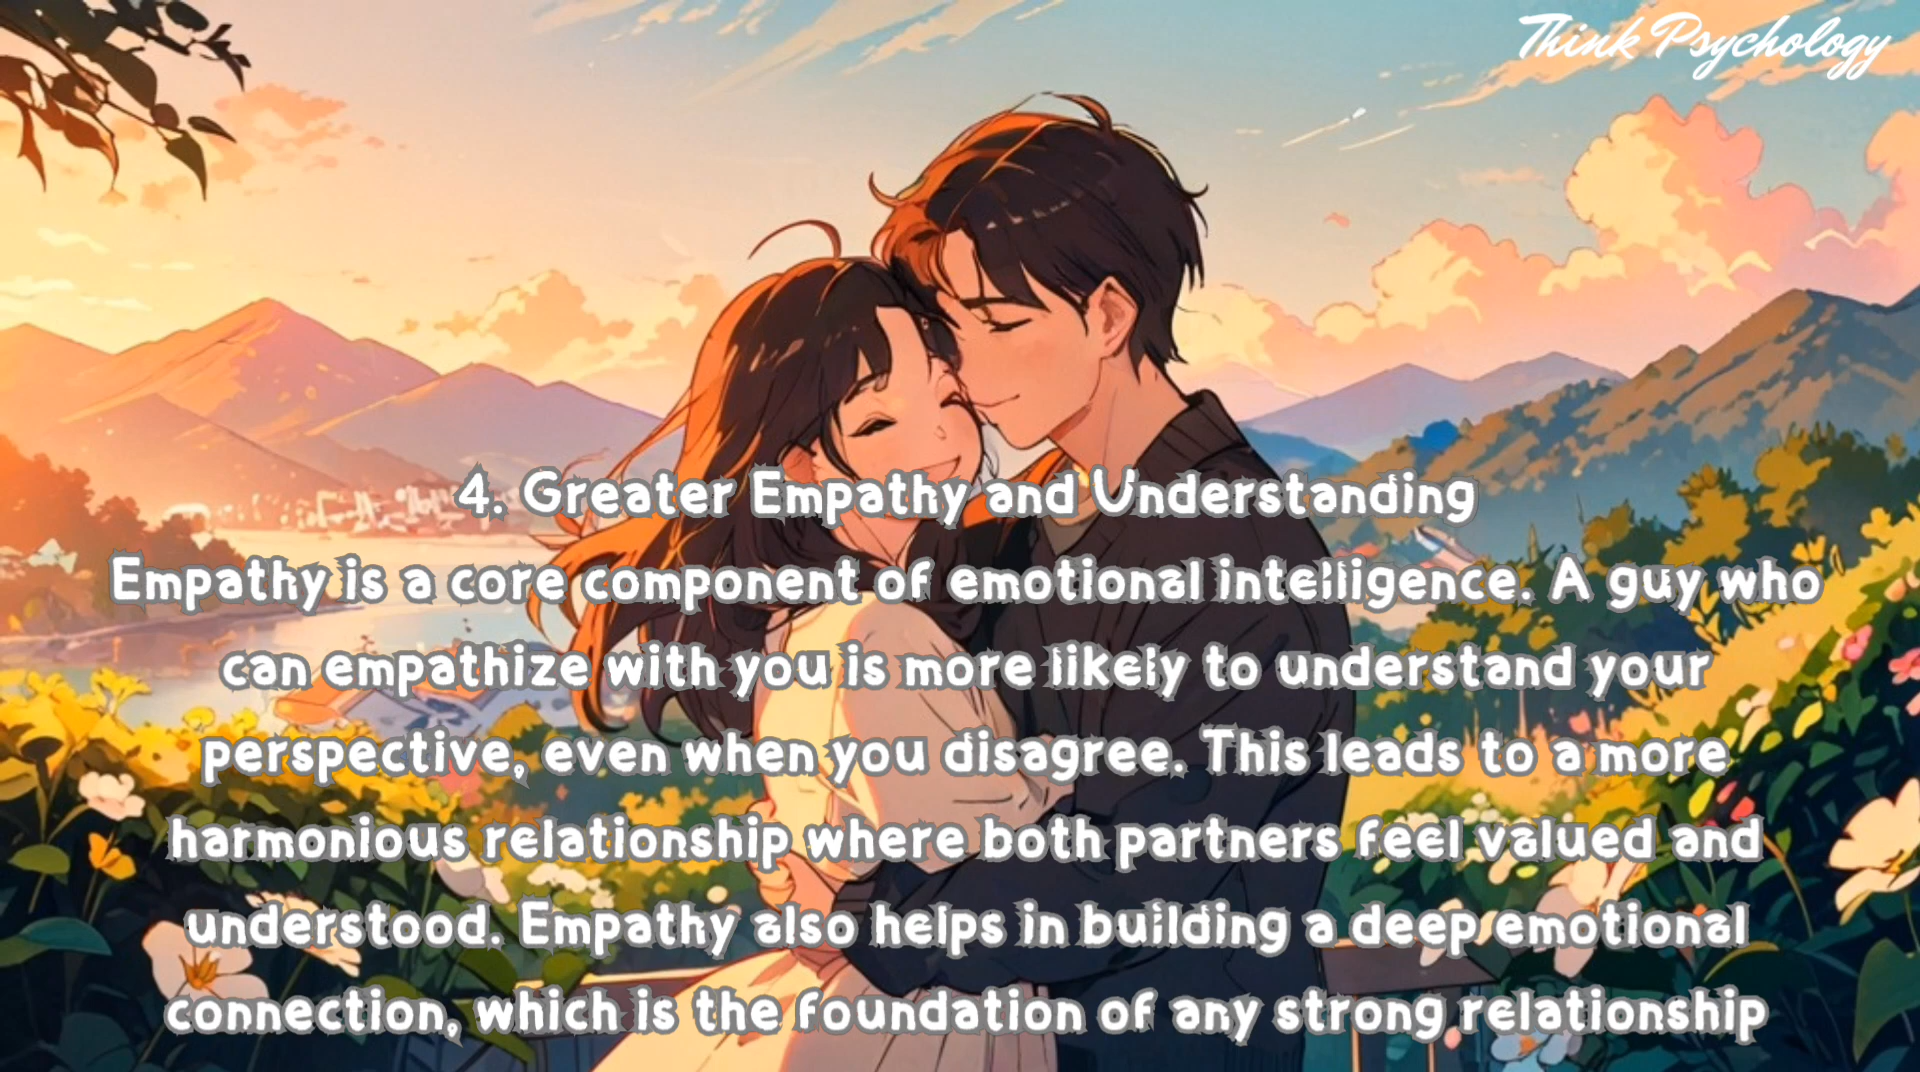 Think Psychology
4. Greater Empathy and Understanding
Empathy is a core component of emotional intelligence. A guy who
can empathize with you is more likely to understand your
perspective, even when you disagree. This leads to a more
harmonious relationship where both partners feel valued and
understood. Empathy also helps in building a deep emotional
connection, which is the foundation of any strong relationship